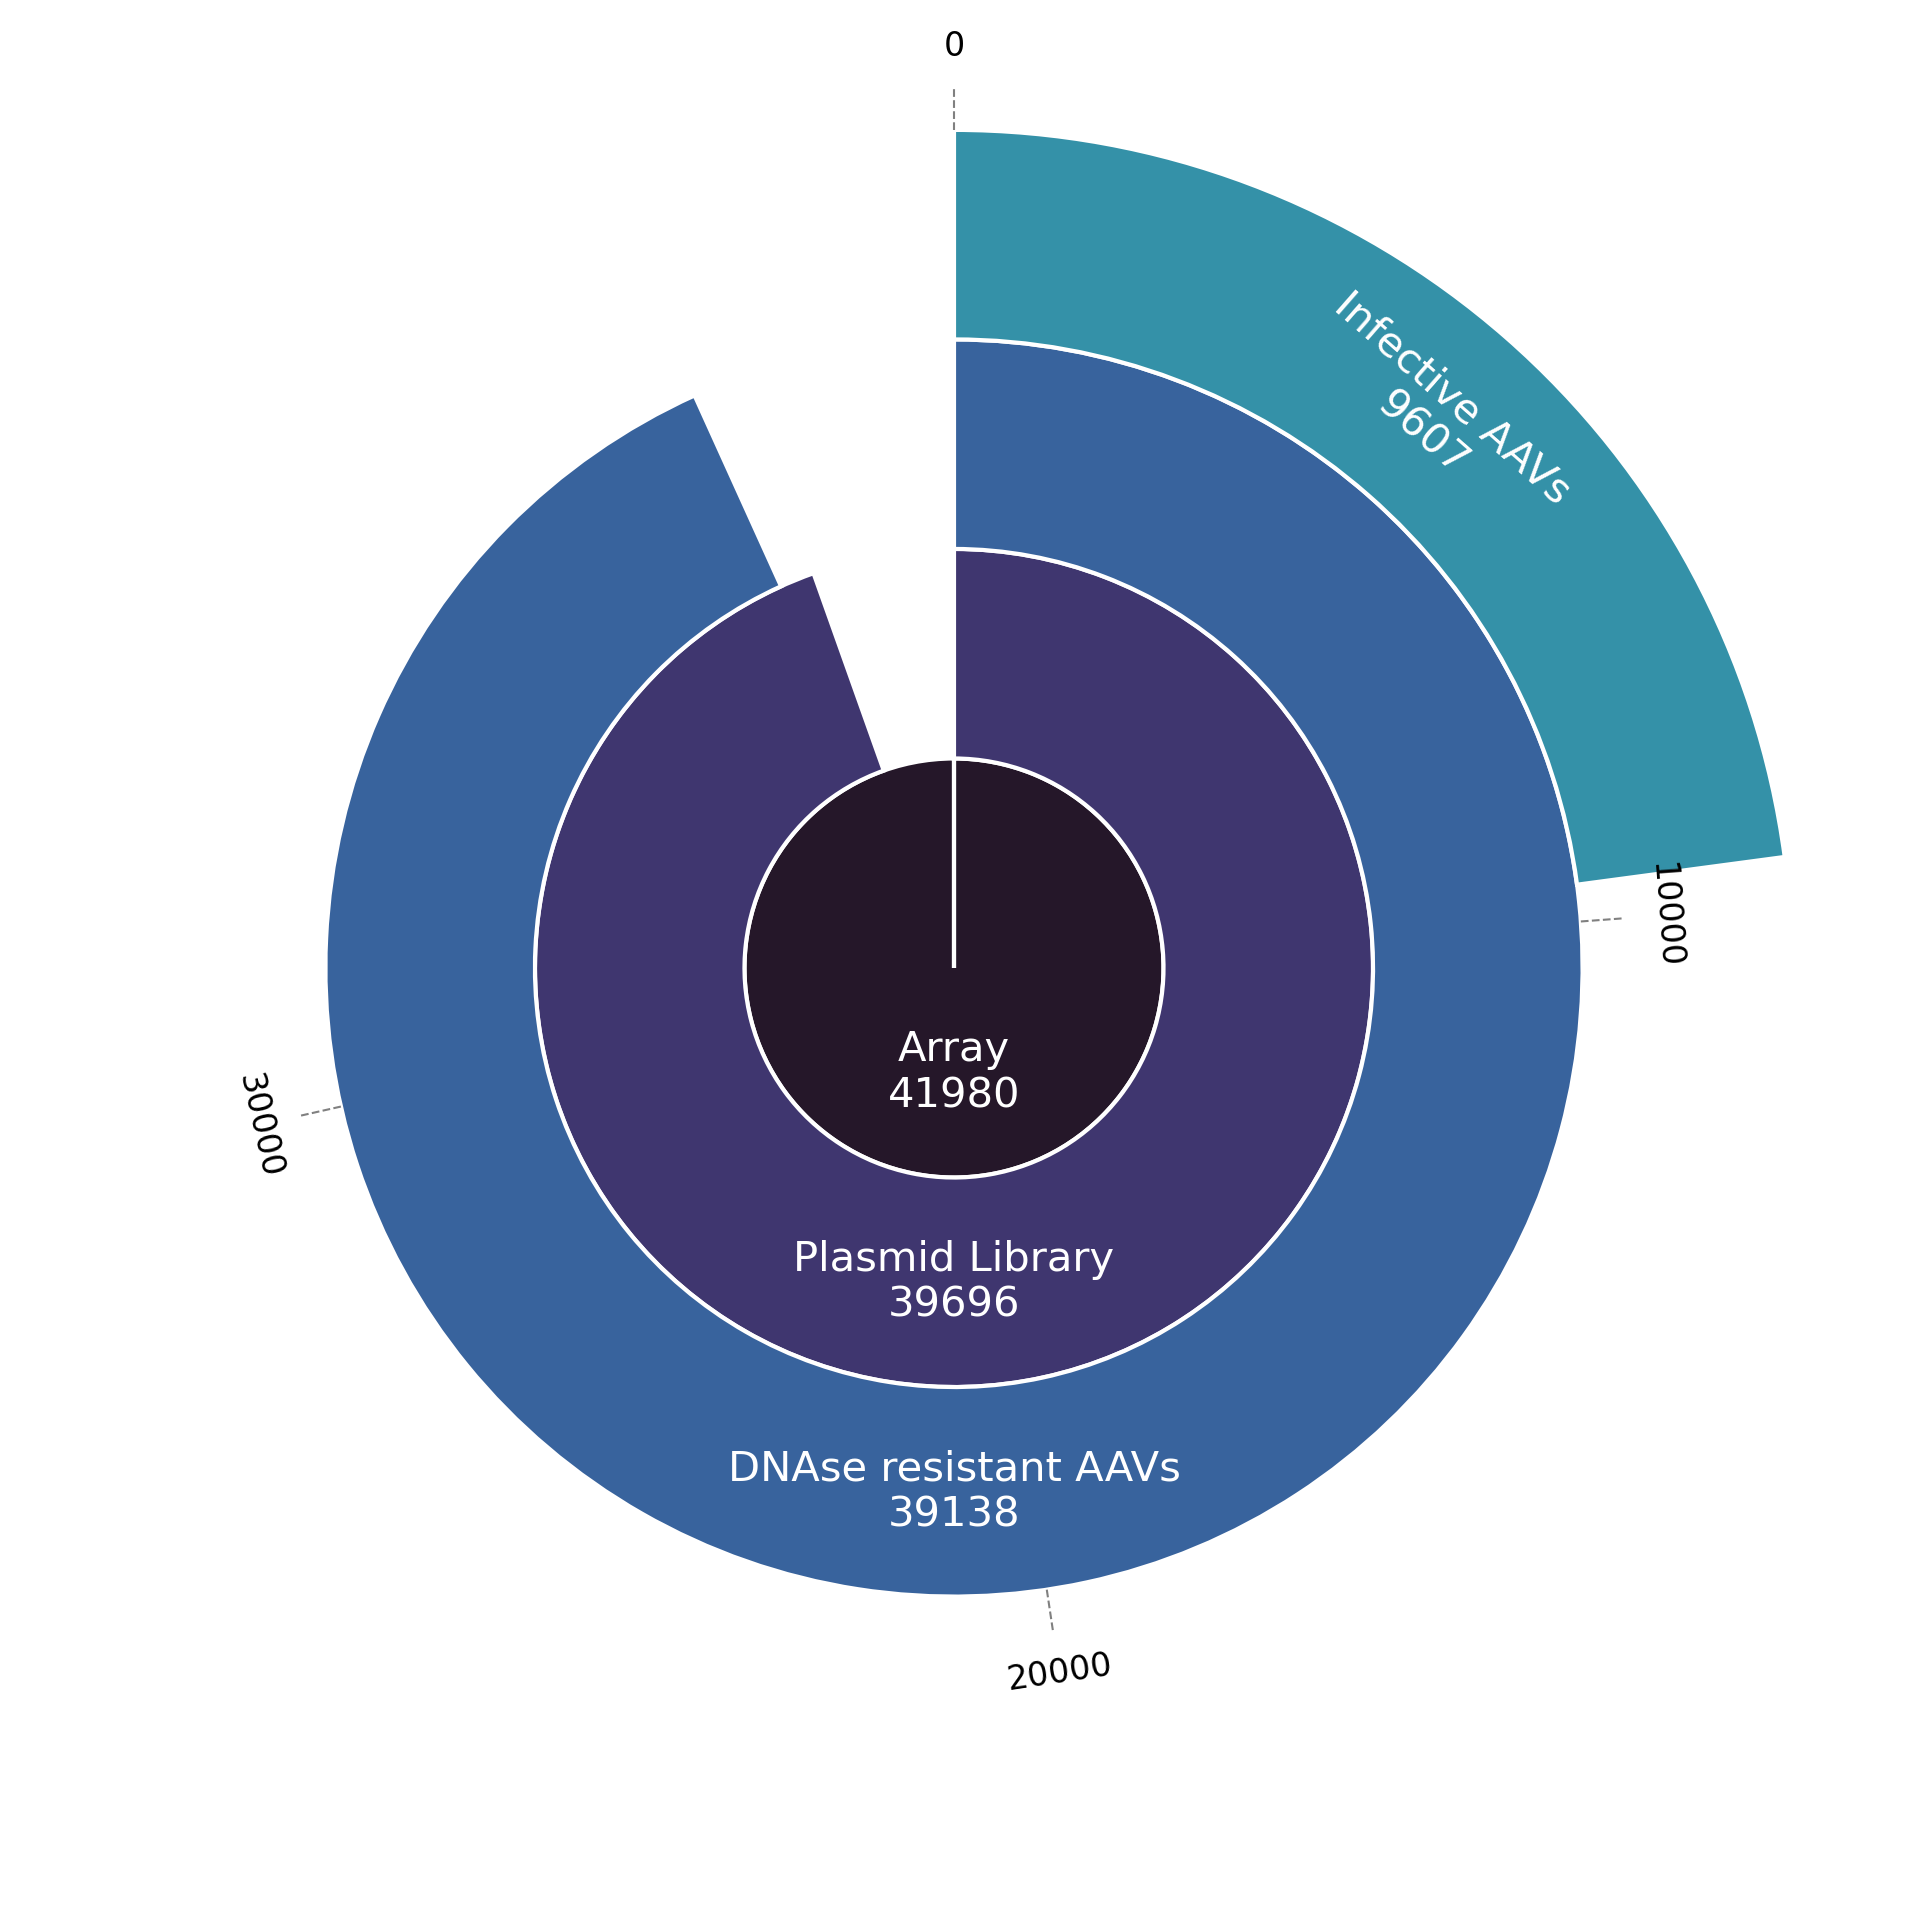 0
Infective AAVs
9607
10000
Array
41980
30000
Plasmid Library
39696
DNAse resistant AAVs
39138
20000